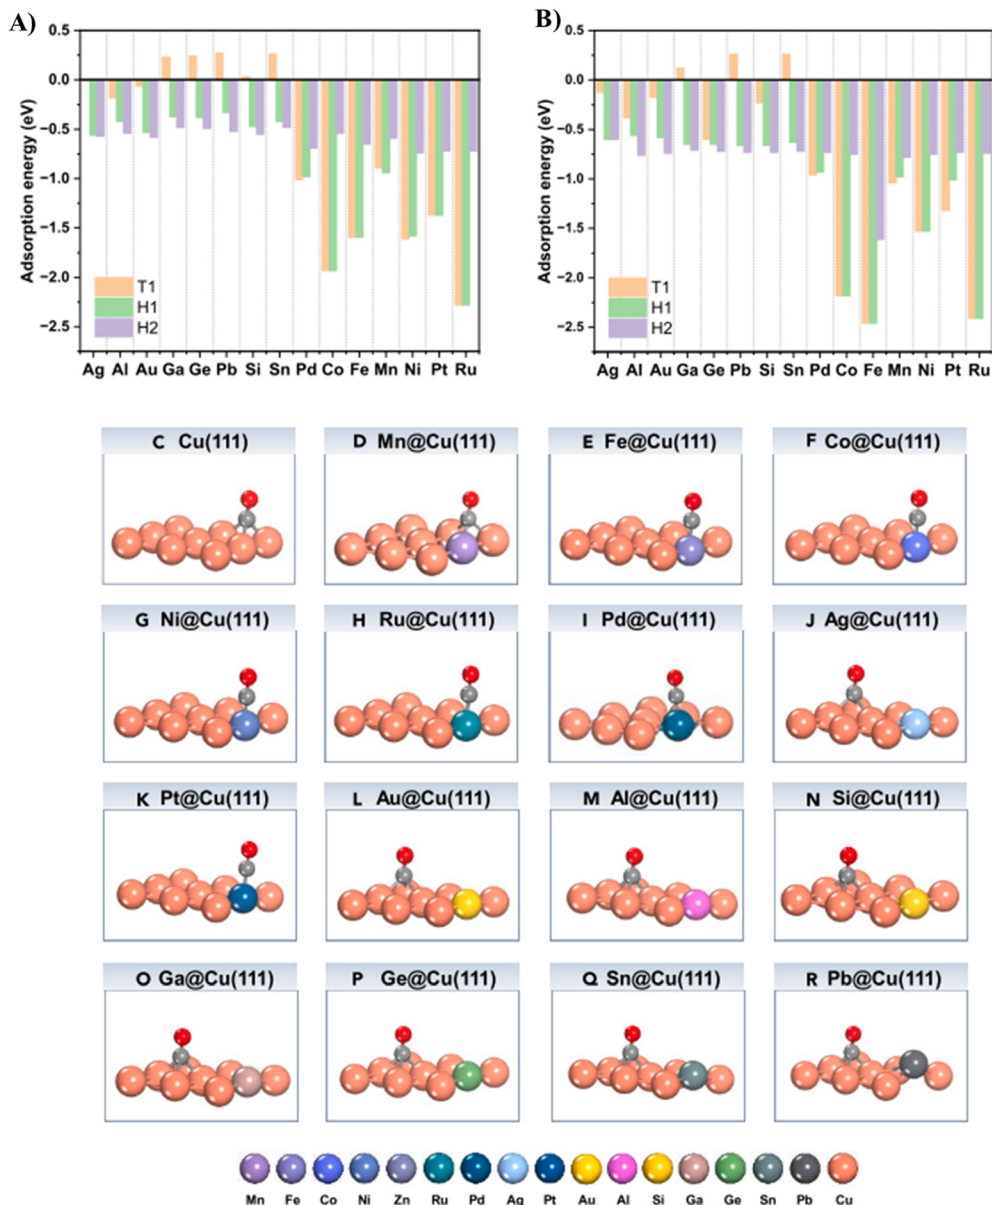 A)
B)
0.5
0.0
−0.5
−1.0
−1.5
−2.0
−2.5
Adsorption energy (eV)
T1
H1
H2
Ag Al Au Ga Ge Pb Si Sn Pd Co Fe Mn Ni Pt Ru
0.5
0.0
−0.5
−1.0
−1.5
−2.0
−2.5
Adsorption energy (eV)
T1
H1
H2
Ag Al Au Ga Ge Pb Si Sn Pd Co Fe Mn Ni Pt Ru
C Cu(111)
D Mn@Cu(111)
E Fe@Cu(111)
F Co@Cu(111)
G Ni@Cu(111)
H Ru@Cu(111)
I Pd@Cu(111)
J Ag@Cu(111)
K Pt@Cu(111)
L Au@Cu(111)
M Al@Cu(111)
N Si@Cu(111)
O Ga@Cu(111)
P Ge@Cu(111)
Q Sn@Cu(111)
R Pb@Cu(111)
Mn Fe Co Ni Zn Ru Pd Ag Pt Au Al Si Ga Ge Sn Pb Cu